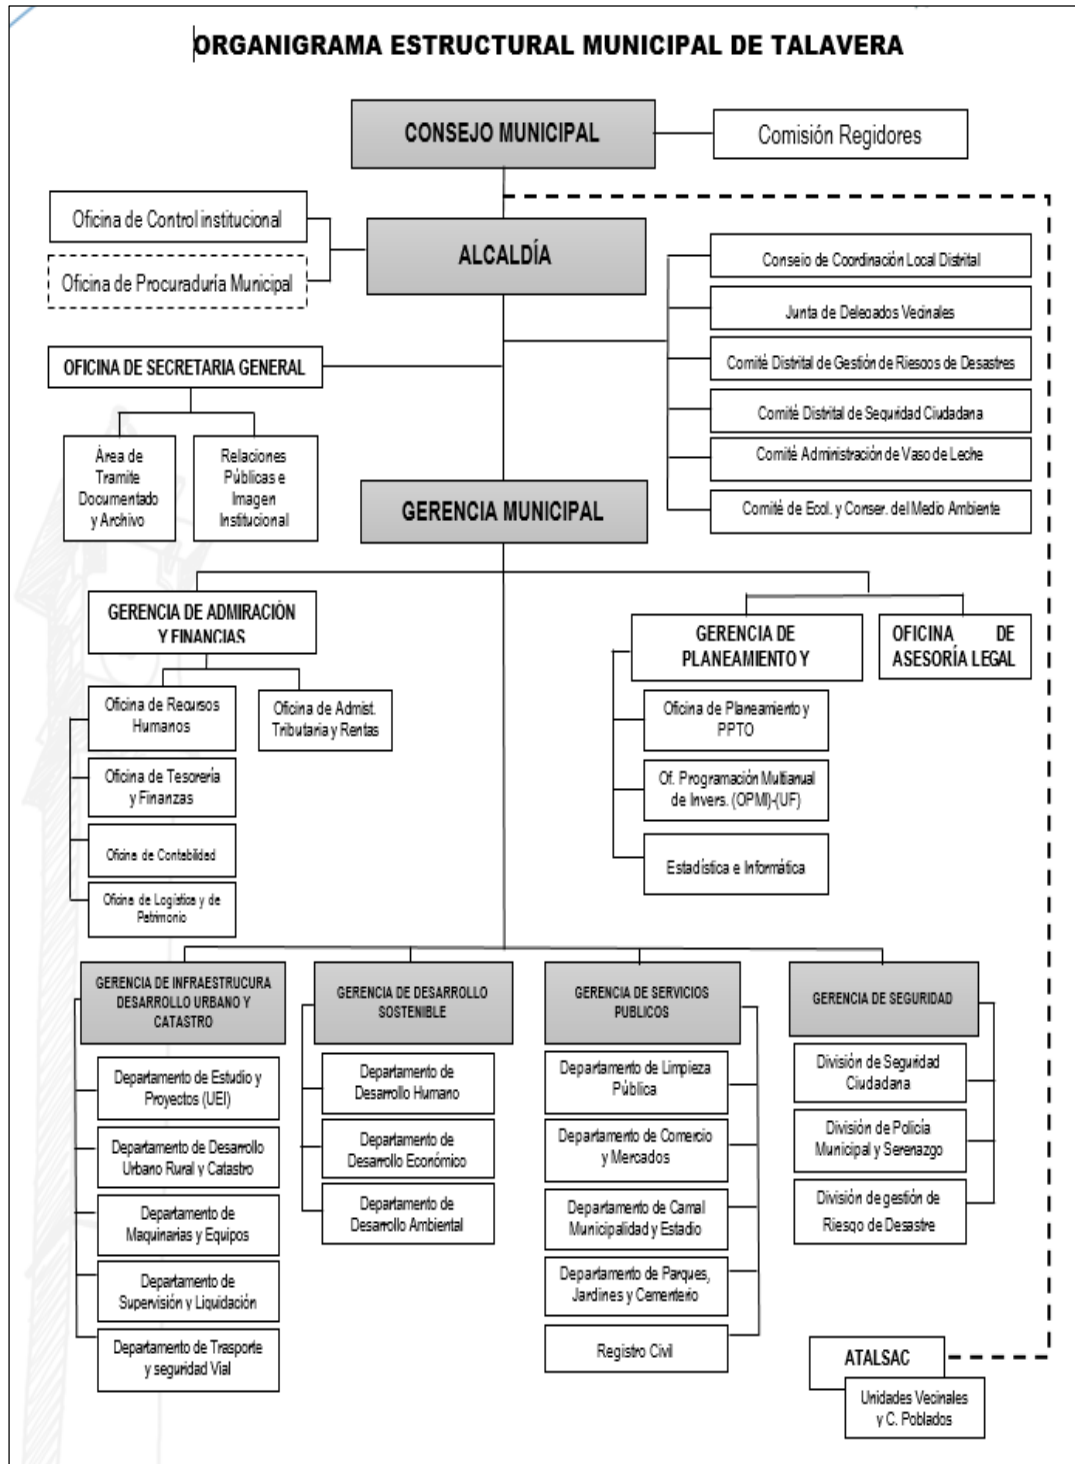 ORGANIGRAMA ESTRUCTURAL MUNICIPAL DE TALAVERA
CONSEJO MUNICIPAL
Comisión Regidores
Oficina de Control institucional
Oficina de Procuraduría Municipal
ALCALDÍA
Consejo de Coordinación Local Distrital
Junta de Delegados Vecinales
Comité Distrital de Gestión de Riesgos de Desastres
Comité Distrital de Seguridad Ciudadana
Comité Administración de Vaso de Leche
Comité de Ecol. y Conser. del Medio Ambiente
OFICINA DE SECRETARIA GENERAL
Área de
Tramite
Documentado
y Archivo
Relaciones
Públicas e
Imagen
Institucional
GERENCIA MUNICIPAL
GERENCIA DE ADMIRACIÓN
Y FINANCIAS
Oficina de Recursos
Humanos
Oficina de Admist.
Tributaria y Rentas
Oficina de Tesorería
y Finanzas
Oficina de Contabilidad
Oficina de Logística y de
Patrimonio
GERENCIA DE
PLANEAMIENTO Y
OFICINA DE
ASESORÍA LEGAL
Oficina de Planeamiento y
PPTO
Of. Programación Multianual
de Invers. (OPMI)-(UF)
Estadística e Informática
GERENCIA DE INFRAESTRUCURA
DESARROLLO URBANO Y
CATASTRO
Departamento de Estudio y
Proyectos (UEI)
Departamento de Desarrollo
Urbano Rural y Catastro
Departamento de
Maquinarias y Equipos
Departamento de
Supervisión y Liquidación
Departamento de Trasporte
y seguridad Vial
GERENCIA DE DESARROLLO
SOSTENIBLE
Departamento de
Desarrollo Humano
Departamento de
Desarrollo Económico
Departamento de
Desarrollo Ambiental
GERENCIA DE SERVICIOS
PUBLICOS
Departamento de Limpieza
Pública
Departamento de Comercio
y Mercados
Departamento de Camal
Municipalidad y Estadio
Departamento de Parques,
Jardines y Cementerio
Registro Civil
GERENCIA DE SEGURIDAD
División de Seguridad
Ciudadana
División de Policía
Municipal y Serenazgo
División de gestión de
Riesgo de Desastre
ATALSAC
Unidades Vecinales
y C. Poblados